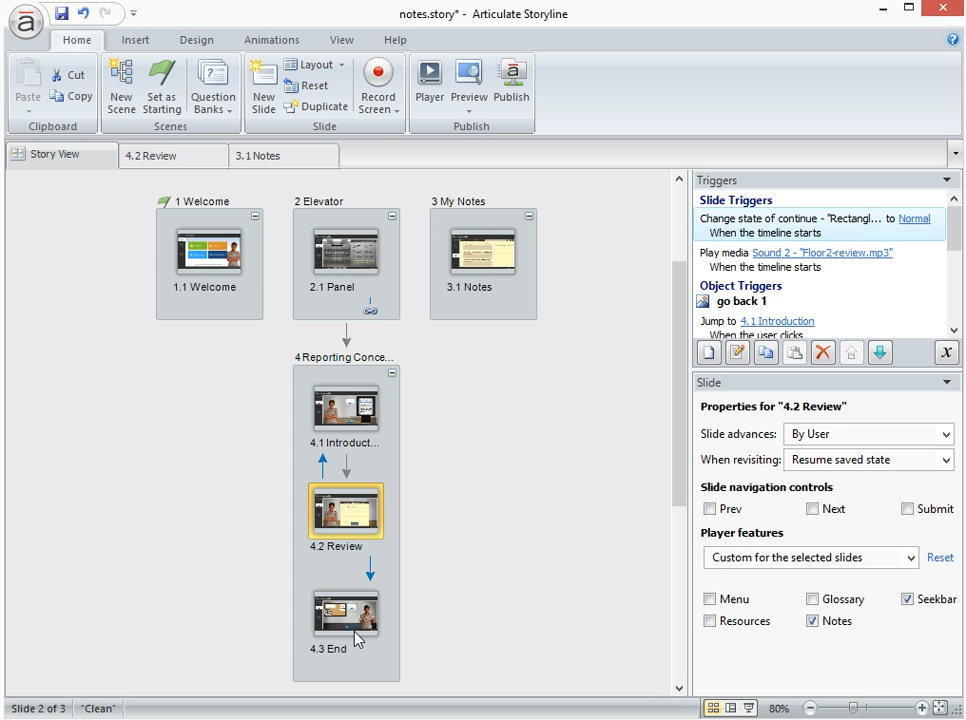 notes.story* - Articulate Storyline
Home Insert Design Animations View Help
Paste
Cut
Copy
Clipboard
New Scene
Set as Starting
Question Banks
Scenes
New Slide
Layout
Reset
Duplicate
Slide
Record Screen
Player
Preview
Publish
Publish
Story View
4.2 Review
3.1 Notes
1 Welcome
1.1 Welcome
2 Elevator
2.1 Panel
3 My Notes
3.1 Notes
4 Reporting Conce...
4.1 Introduct...
4.2 Review
4.3 End
Triggers
Slide Triggers
Change state of continue - "Rectangl... to Normal
When the timeline starts
Play media Sound 2 - "Floor2-review.mp3"
When the timeline starts
Object Triggers
go back 1
Jump to 4.1 Introduction
When the user clicks
x
Slide
Properties for "4.2 Review"
Slide advances: By User
When revisiting: Resume saved state
Slide navigation controls
Prev Next Submit
Player features
Custom for the selected slides Reset
Menu Glossary Seekbar
Resources Notes
Slide 2 of 3 "Clean" 80%